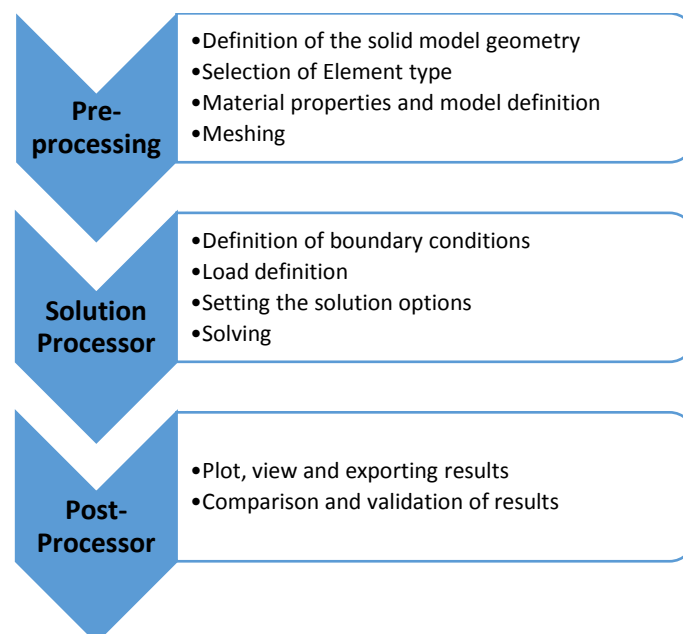 Pre-
processing
•Definition of the solid model geometry
•Selection of Element type
•Material properties and model definition
•Meshing
Solution
Processor
•Definition of boundary conditions
•Load definition
•Setting the solution options
•Solving
Post-
Processor
•Plot, view and exporting results
•Comparison and validation of results